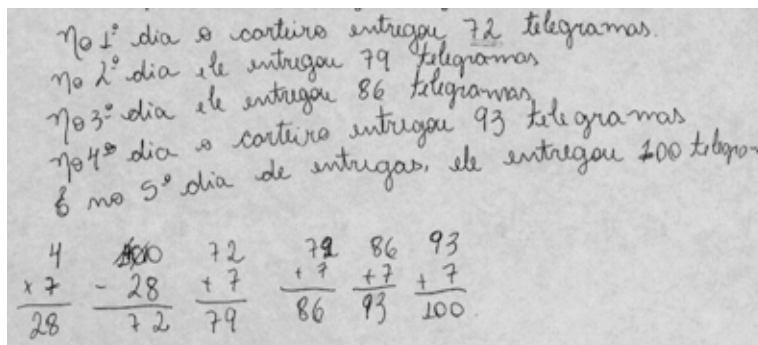 No 1º dia o carteiro entregou 72 telegramas.
no 2º dia ele entregou 79 telegramas
No 3º dia ele entregou 86 telegramas
No 4º dia o carteiro entregou 93 telegramas
E no 5º dia de entregas, ele entregou 100 telegra
4 100 72 79 86 93
x 7 - 28 + 7 + 7 + 7 + 7
28 72 79 86 93 100